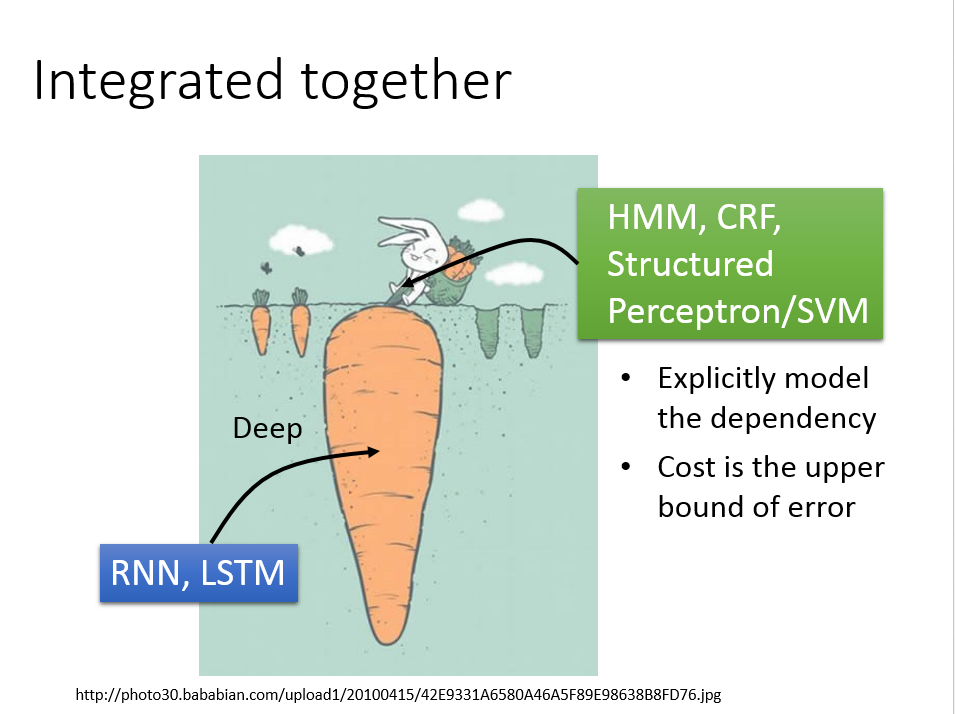 Integrated together
HMM, CRF,
Structured
Perceptron/SVM
• Explicitly model
the dependency
• Cost is the upper
bound of error
Deep
RNN, LSTM
http://photo30.bababian.com/upload1/20100415/42E9331A6580A46A5F89E98638B8FD76.jpg